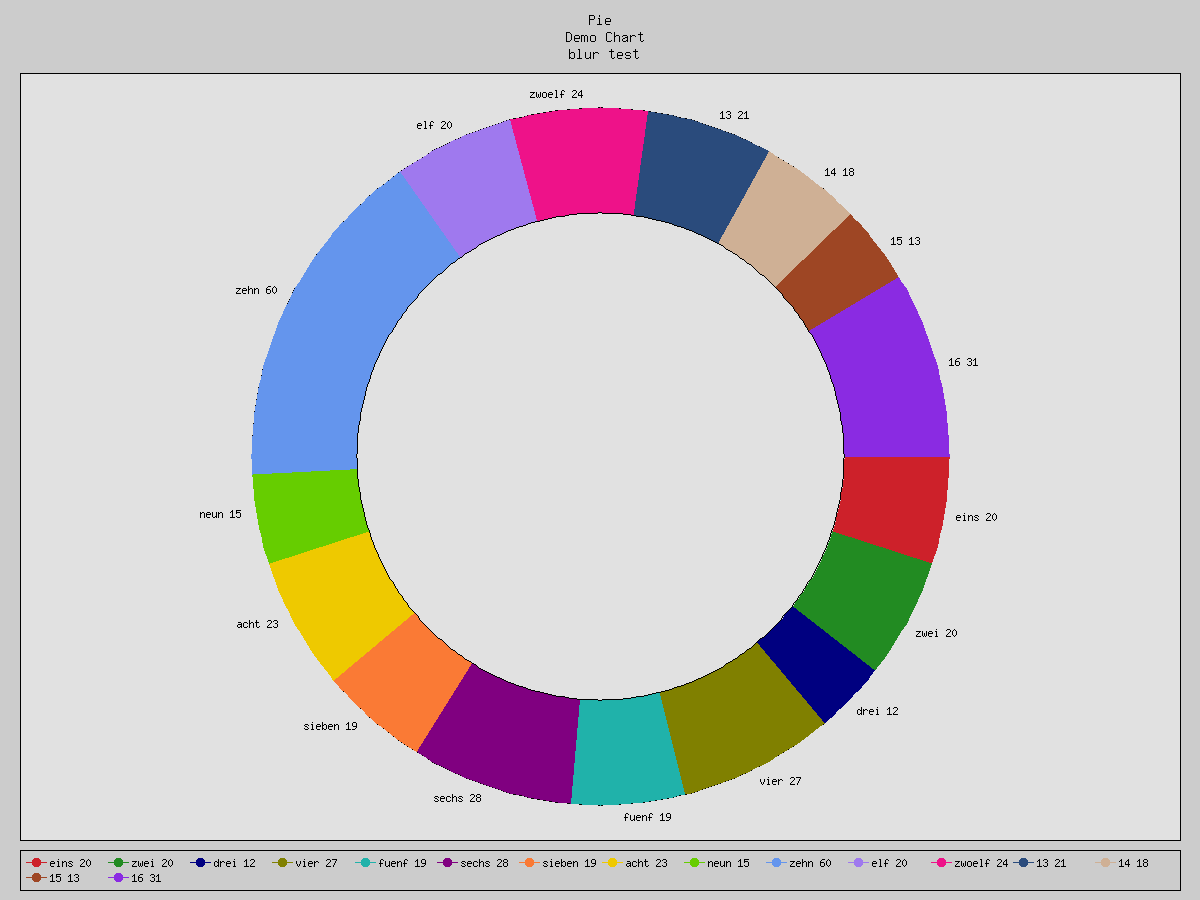 Pie
Demo Chart
blur test
zwoelf 24
13 21
elf 20
14 18
15 13
zehn 60
16 31
neun 15
eins 20
acht 23
zwei 20
drei 12
sieben 19
vier 27
sechs 28
fuenf 19
eins 20 zwei 20 drei 12 vier 27 fuenf 19 sechs 28 sieben 19 acht 23 neun 15 zehn 60 elf 20 zwoelf 24 13 21 14 18
15 13 16 31